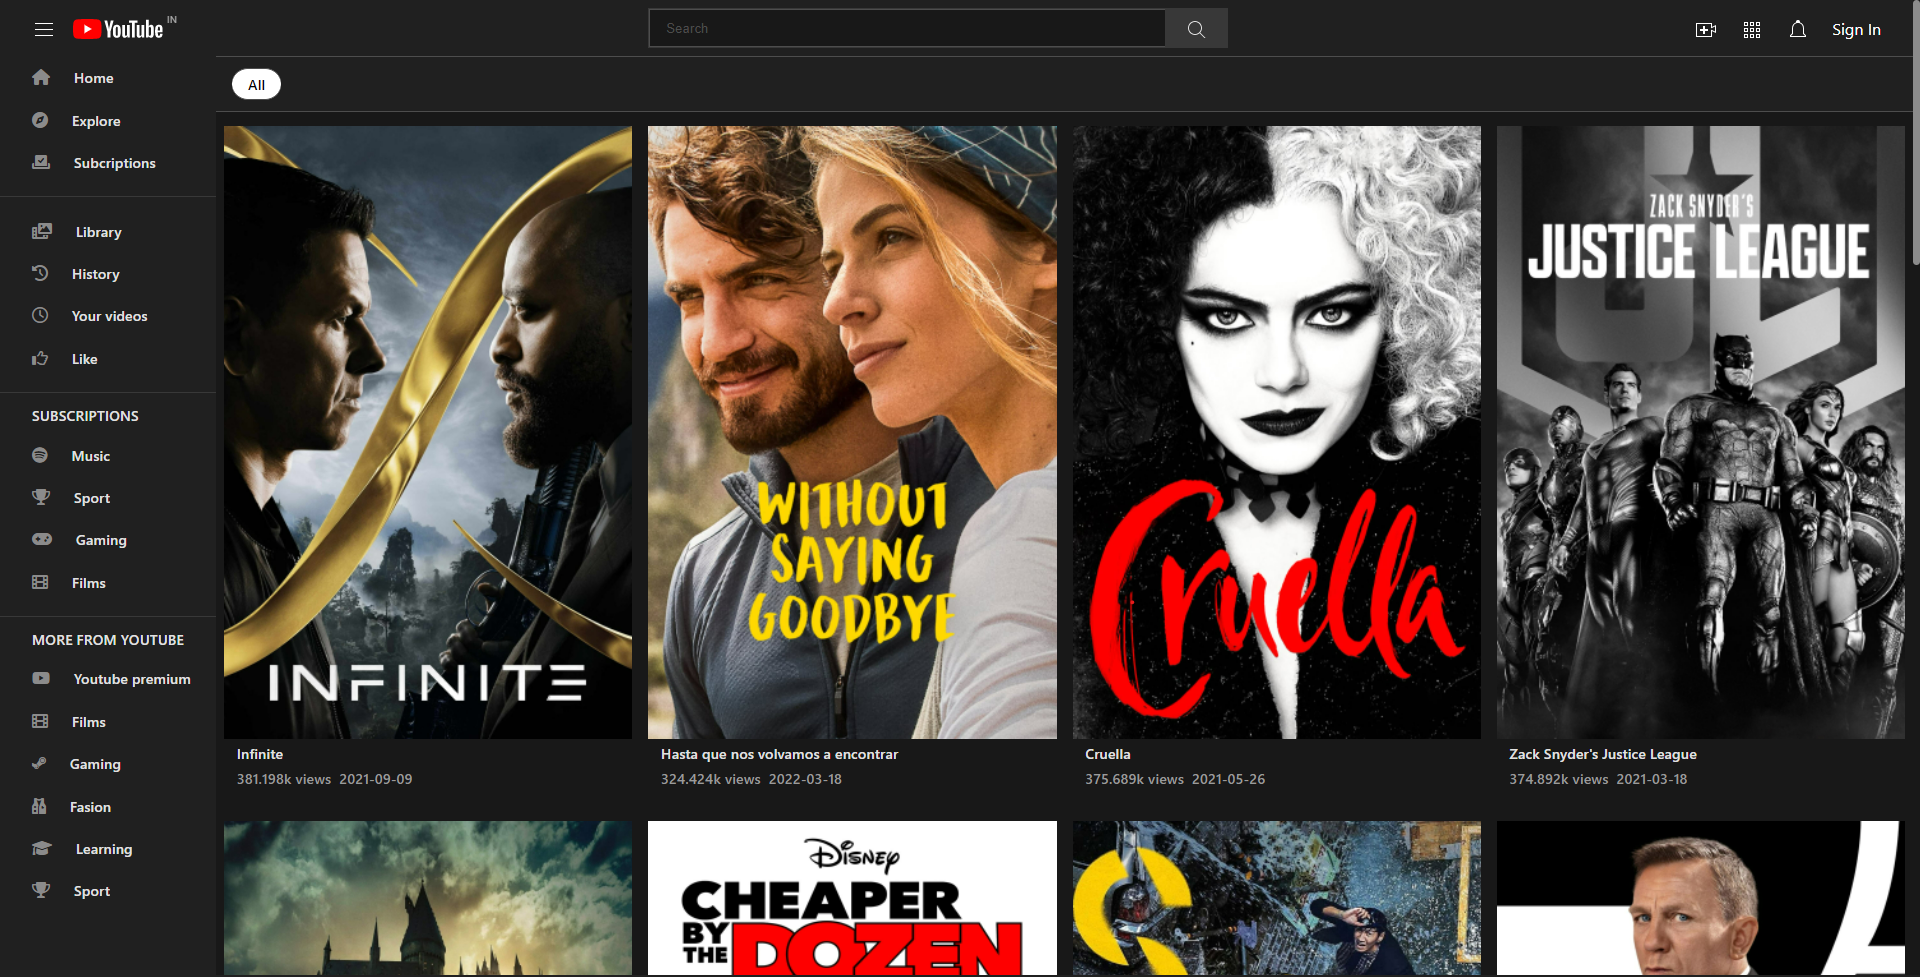 YouTube IN
Search
Sign In
Home
Explore
Subcriptions
Library
History
Your videos
Like
SUBSCRIPTIONS
Music
Sport
Gaming
Films
MORE FROM YOUTUBE
Youtube premium
Films
Gaming
Fasion
Learning
Sport
All
INFINITE
WITHOUT
SAYING
GOODBYE
Cruella
ZACK SNYDER'S
JUSTICE LEAGUE
Infinite
381.198k views 2021-09-09
Hasta que nos volvamos a encontrar
324.424k views 2022-03-18
Cruella
375.689k views 2021-05-26
Zack Snyder's Justice League
374.892k views 2021-03-18
DISNEY
CHEAPER
BY THE DOZEN